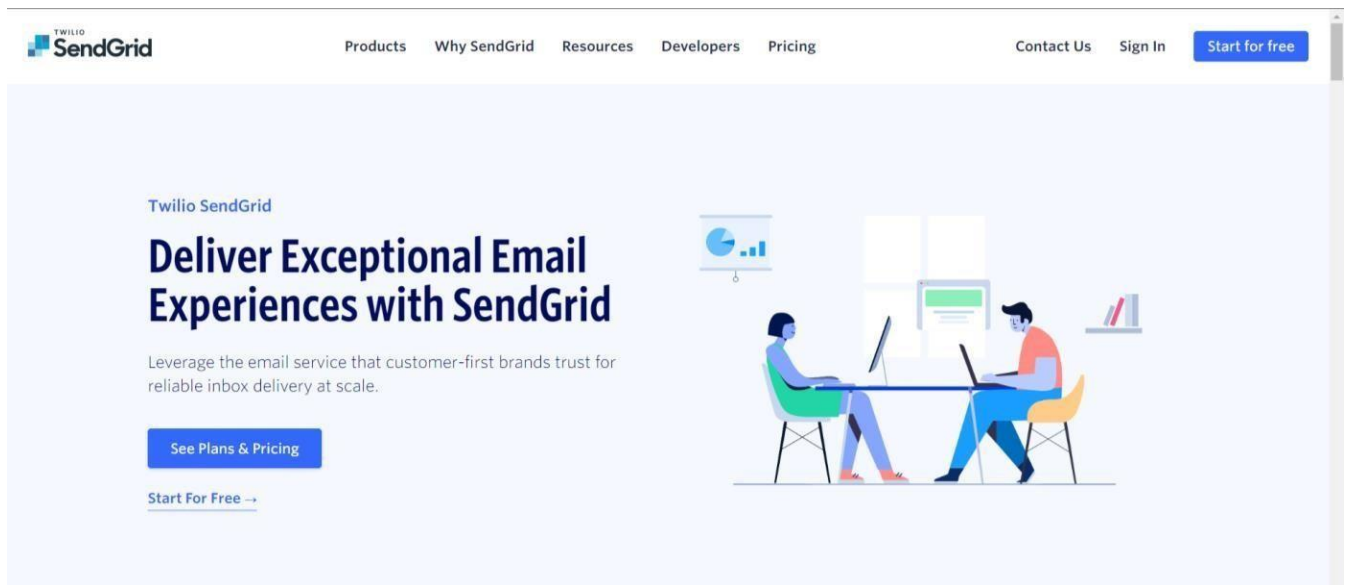 TWILIO
SendGrid
Products Why SendGrid Resources Developers Pricing Contact Us Sign In Start for free
Twilio SendGrid
Deliver Exceptional Email
Experiences with SendGrid
Leverage the email service that customer-first brands trust for
reliable inbox delivery at scale.
See Plans & Pricing
Start For Free →